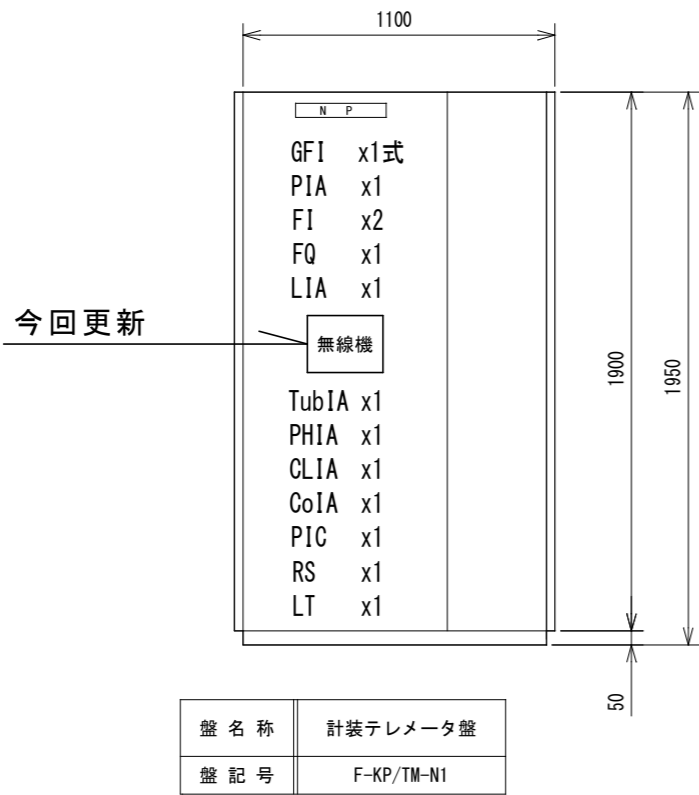 1100
N P
GFI x1式
PIA x1
FI x2
FQ x1
LIA x1
今回更新
無線機
1900
1950
TubIA x1
PHIA x1
CLIA x1
CoIA x1
PIC x1
RS x1
LT x1
50
盤名称 計装テレメータ盤
盤記号 F-KP/TM-N1